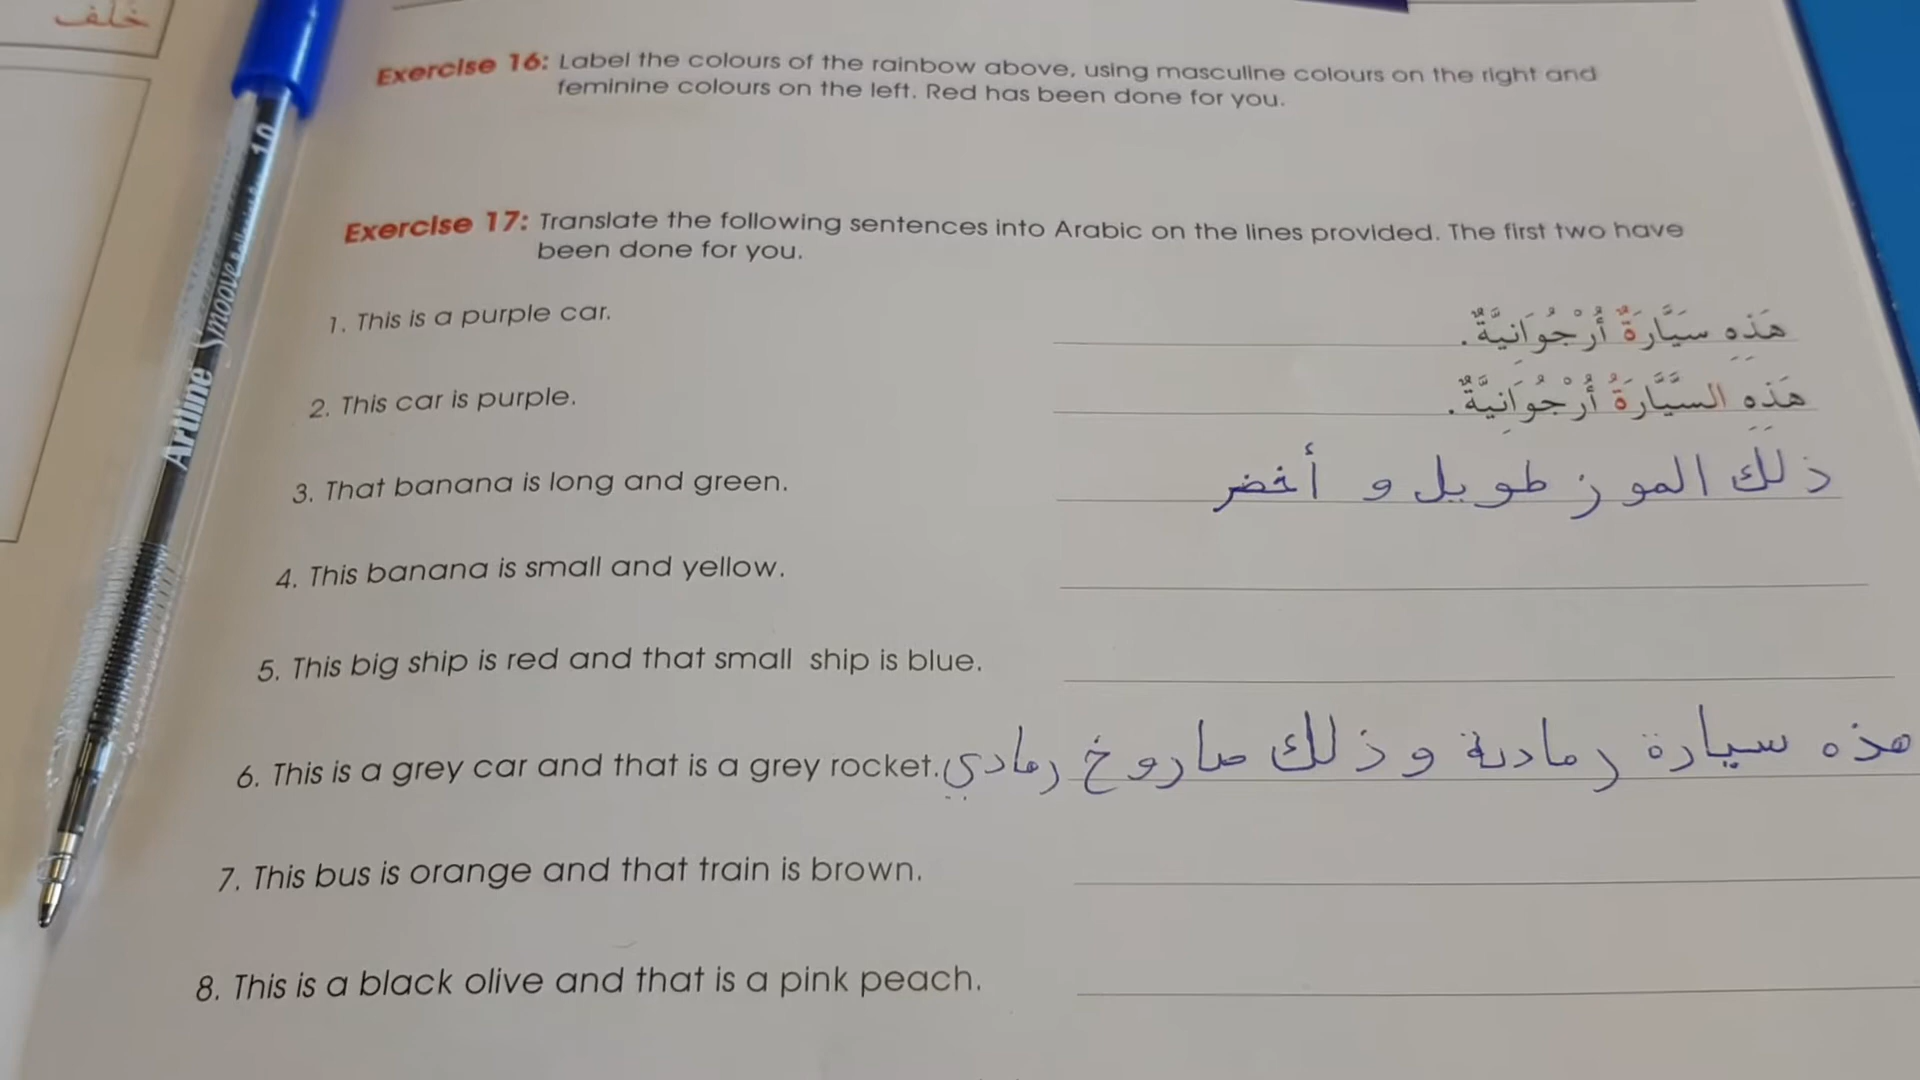 خلف
Artline Smoove 1.0
Exercise 16: Label the colours of the rainbow above, using masculine colours on the right and
feminine colours on the left. Red has been done for you.
Exercise 17: Translate the following sentences into Arabic on the lines provided. The first two have
been done for you.
1. This is a purple car.
هَذِهِ سَيَّارَةٌ أُرْجُوَانِيَّةٌ.
2. This car is purple.
هَذِهِ السَّيَّارَةُ أُرْجُوَانِيَّةٌ.
3. That banana is long and green.
ذلك الموز طويل و أخضر
4. This banana is small and yellow.
5. This big ship is red and that small ship is blue.
6. This is a grey car and that is a grey rocket.
هذه سيارة رمادية وذلك صاروخ رمادي
7. This bus is orange and that train is brown.
8. This is a black olive and that is a pink peach.